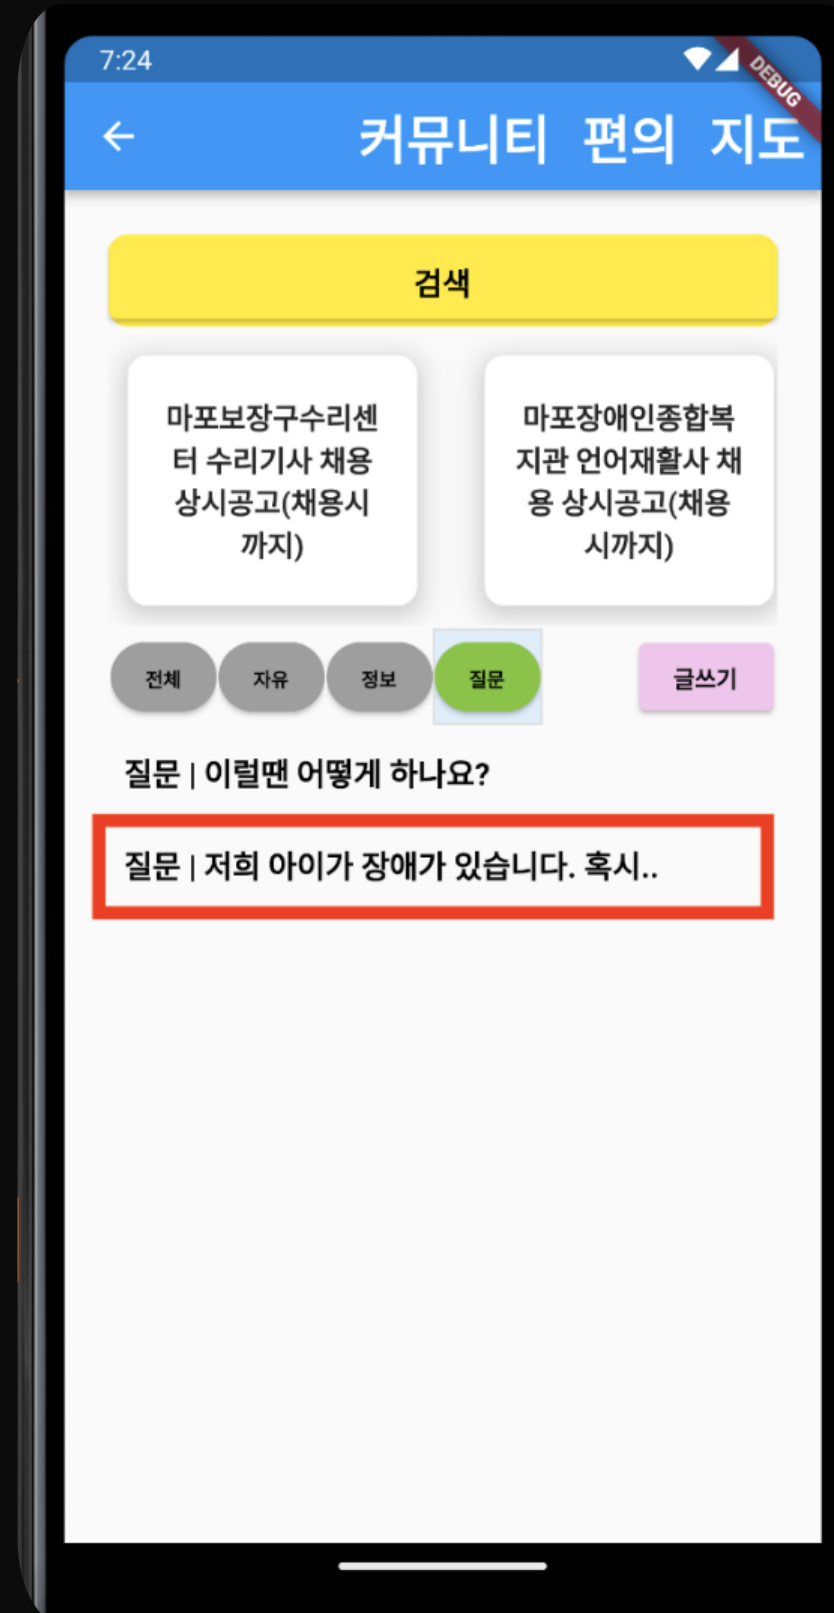 7:24
DEBUG
커뮤니티 편의 지도
검색
마포보장구수리센
터 수리기사 채용
상시공고(채용시
까지)
마포장애인종합복
지관 언어재활사 채
용 상시공고(채용
시까지)
전체 자유 정보 질문 글쓰기
질문 | 이럴땐 어떻게 하나요?
질문 | 저희 아이가 장애가 있습니다. 혹시..